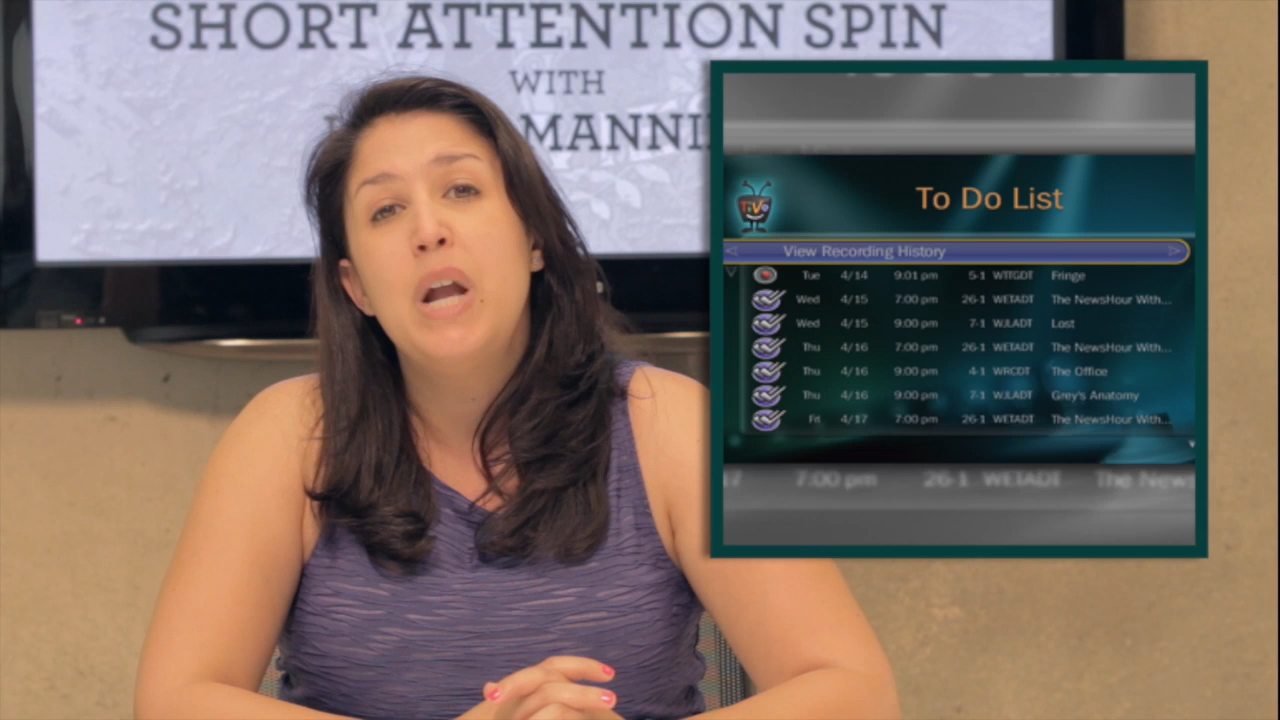 SHORT ATTENTION SPIN
WITH
MANNI
TiVo
To Do List
View Recording History
Tue 4/14 9:01 pm 5-1 WTTGDT Fringe
Wed 4/15 7:00 pm 26-1 WETADT The NewsHour With...
Wed 4/15 9:00 pm 7-1 WJLADT Lost
Thu 4/16 7:00 pm 26-1 WETADT The NewsHour With...
Thu 4/16 9:00 pm 4-1 WRCDT The Office
Thu 4/16 9:00 pm 7-1 WJLADT Grey's Anatomy
Fri 4/17 7:00 pm 26-1 WETADT The NewsHour With...
7:00 pm 26-1 WETADT The News